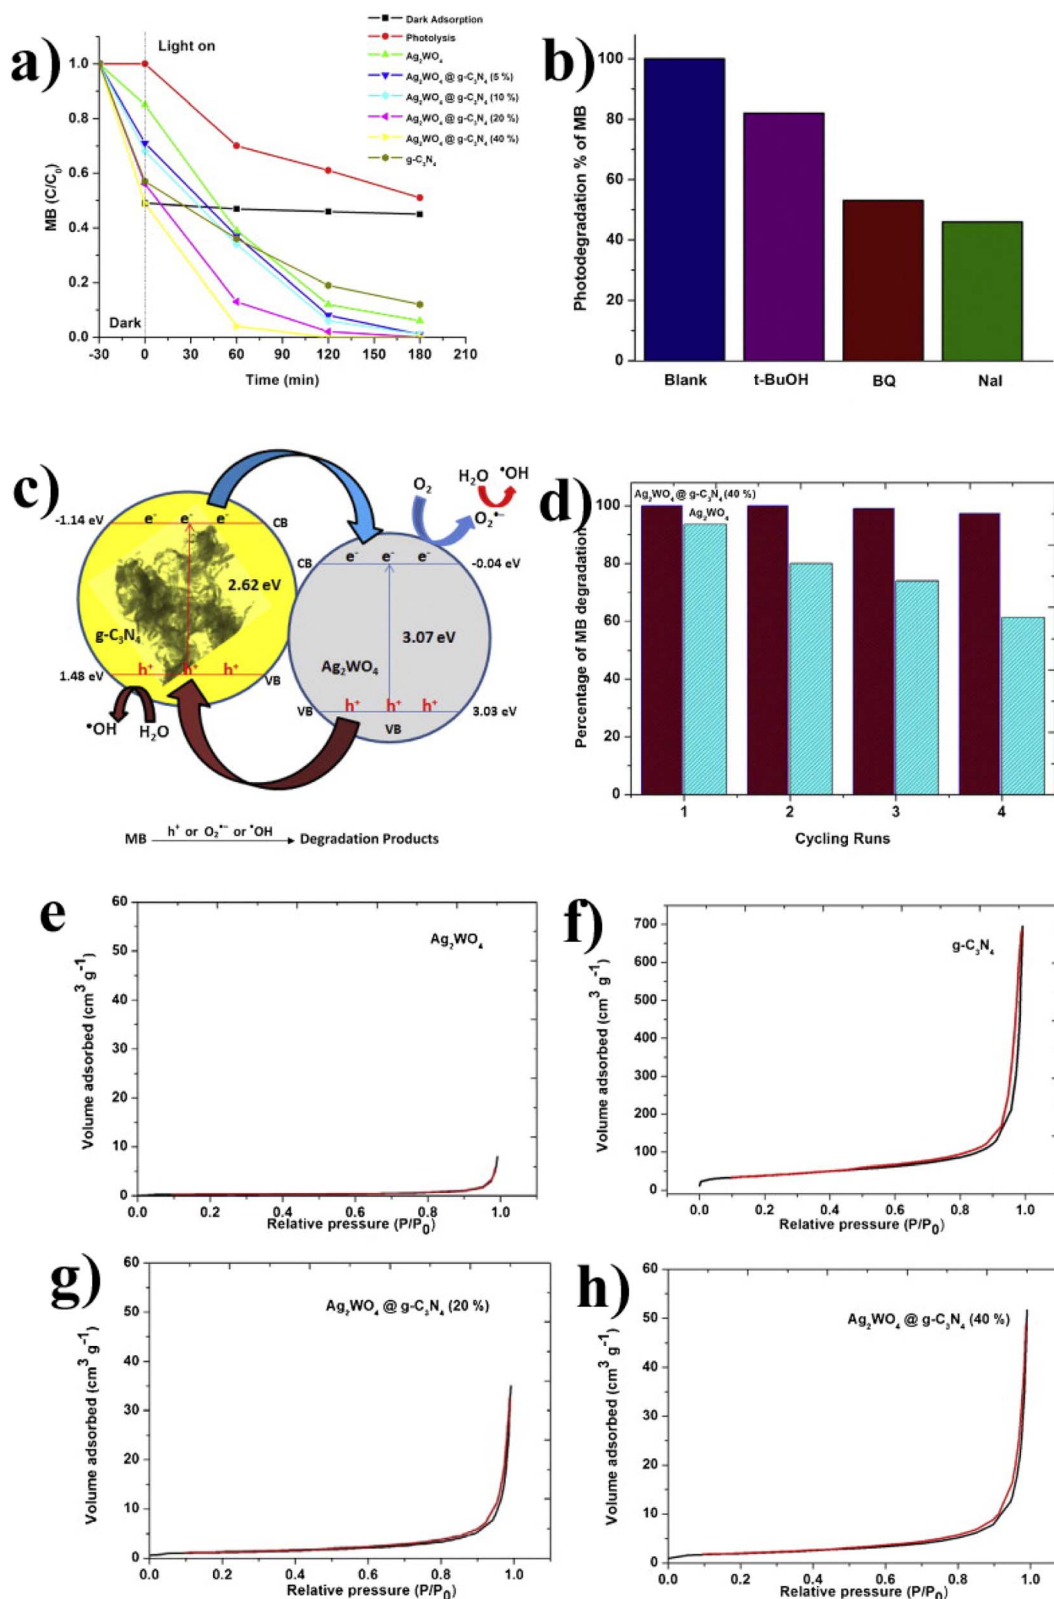 a)
Light on
Dark
Dark Adsorption
Photolysis
Ag₂WO₄
Ag₂WO₄ @ g-C₃N₄ (5 %)
Ag₂WO₄ @ g-C₃N₄ (10 %)
Ag₂WO₄ @ g-C₃N₄ (20 %)
Ag₂WO₄ @ g-C₃N₄ (40 %)
g-C₃N₄
MB (C/C₀)
1.0
0.8
0.6
0.4
0.2
0.0
-30 0 30 60 90 120 150 180 210
Time (min)
b)
Photodegradation % of MB
100
80
60
40
20
0
Blank t-BuOH BQ NaI
c)
-1.14 eV
e⁻ e⁻ e⁻
CB
2.62 eV
g-C₃N₄
1.48 eV
h⁺ h⁺ h⁺
VB
•OH H₂O
O₂
H₂O •OH
O₂•⁻
CB
e⁻ e⁻ e⁻
-0.04 eV
3.07 eV
Ag₂WO₄
h⁺ h⁺ h⁺
VB
3.03 eV
VB
MB h⁺ or O₂•⁻ or •OH Degradation Products
d)
Ag₂WO₄ @ g-C₃N₄ (40 %)
Ag₂WO₄
Percentage of MB degradation
100
80
60
40
20
0
1 2 3 4
Cycling Runs
e
Ag₂WO₄
Volume adsorbed (cm³ g⁻¹)
60
50
40
30
20
10
0
0.0 0.2 0.4 0.6 0.8 1.0
Relative pressure (P/P₀)
f)
g-C₃N₄
Volume adsorbed (cm³ g⁻¹)
700
600
500
400
300
200
100
0
0.0 0.2 0.4 0.6 0.8 1.0
Relative pressure (P/P₀)
g)
Ag₂WO₄ @ g-C₃N₄ (20 %)
Volume adsorbed (cm³ g⁻¹)
60
50
40
30
20
10
0
0.0 0.2 0.4 0.6 0.8 1.0
Relative pressure (P/P₀)
h)
Ag₂WO₄ @ g-C₃N₄ (40 %)
Volume adsorbed (cm³ g⁻¹)
60
50
40
30
20
10
0
0.0 0.2 0.4 0.6 0.8 1.0
Relative pressure (P/P₀)